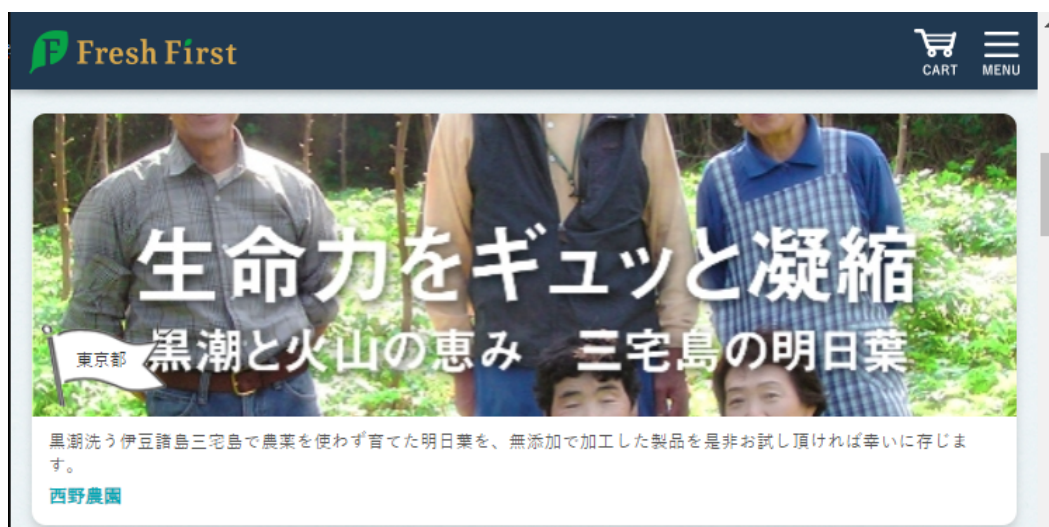 Fresh First
CART
MENU
生命力をギュッと凝縮
東京都
黒潮と火山の恵み　三宅島の明日葉
黒潮洗う伊豆諸島三宅島で農薬を使わず育てた明日葉を、無添加で加工した製品を是非お試し頂ければ幸いに存じま
す。
西野農園